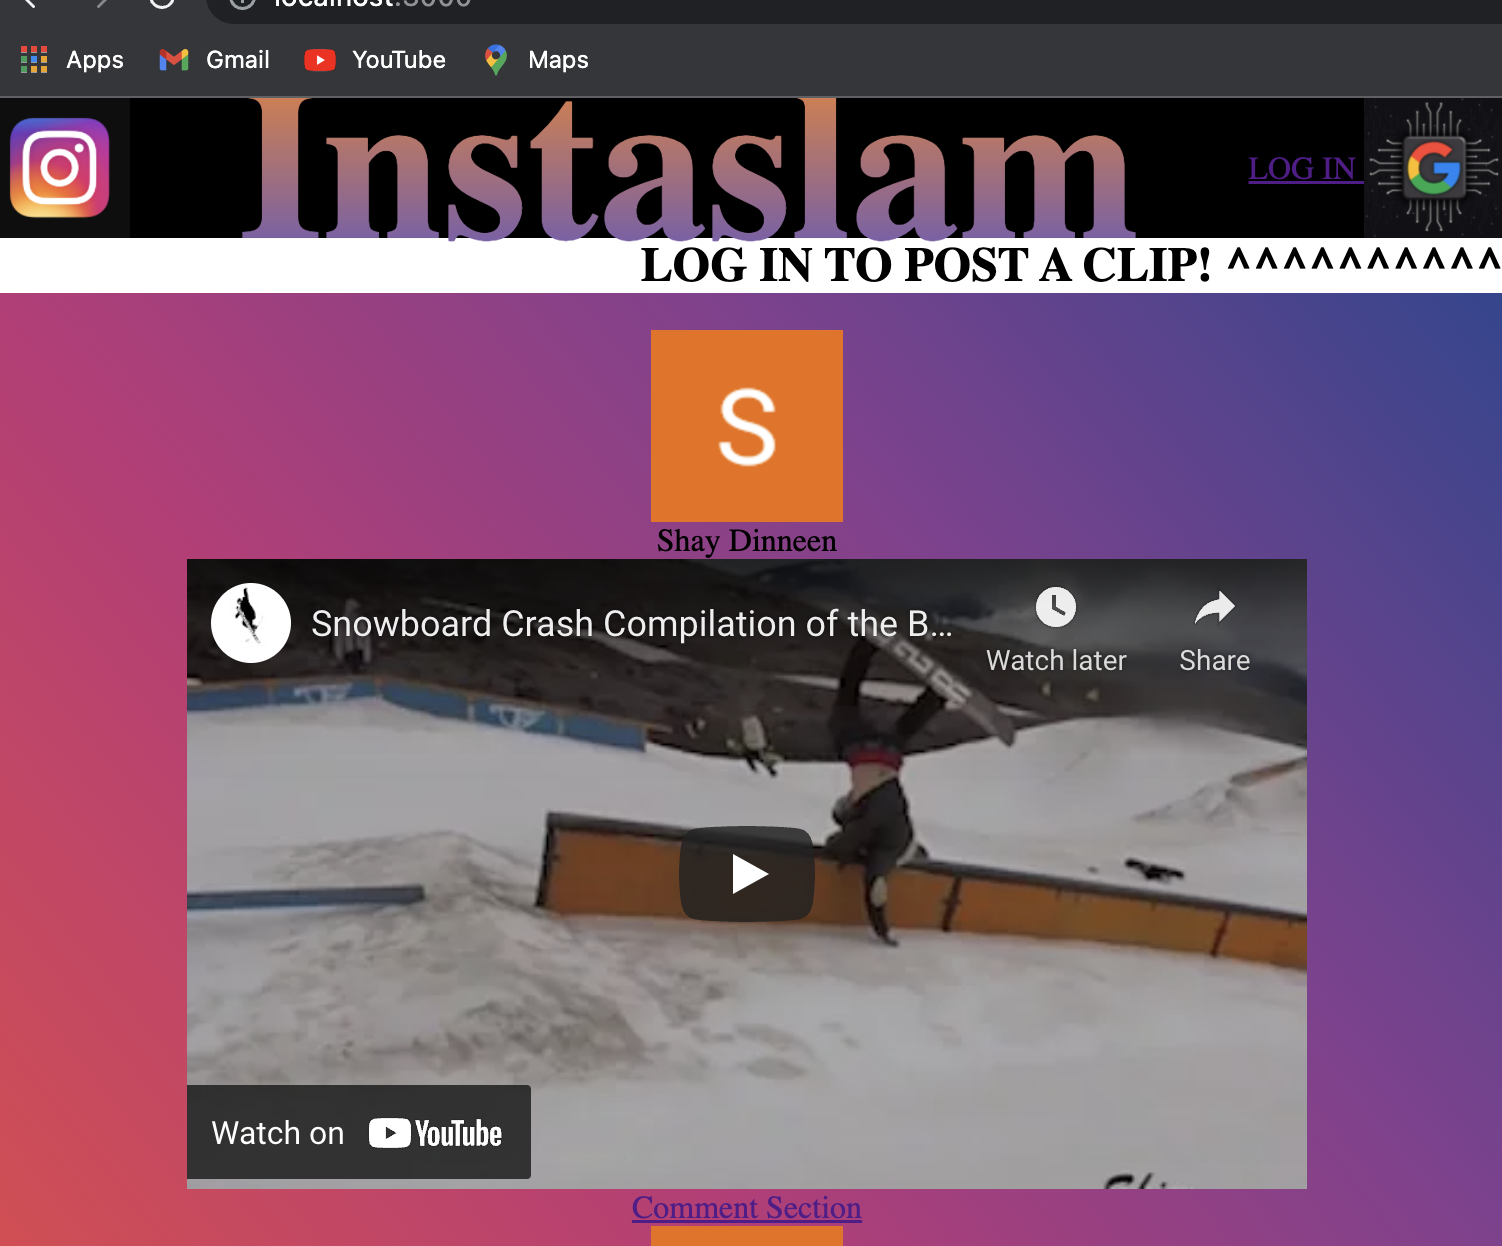 localhost:3000
Apps Gmail YouTube Maps
Instaslam
LOG IN
LOG IN TO POST A CLIP! ^^^^^^^^^^
S
Shay Dinneen
Snowboard Crash Compilation of the B...
Watch later
Share
Watch on YouTube
Comment Section